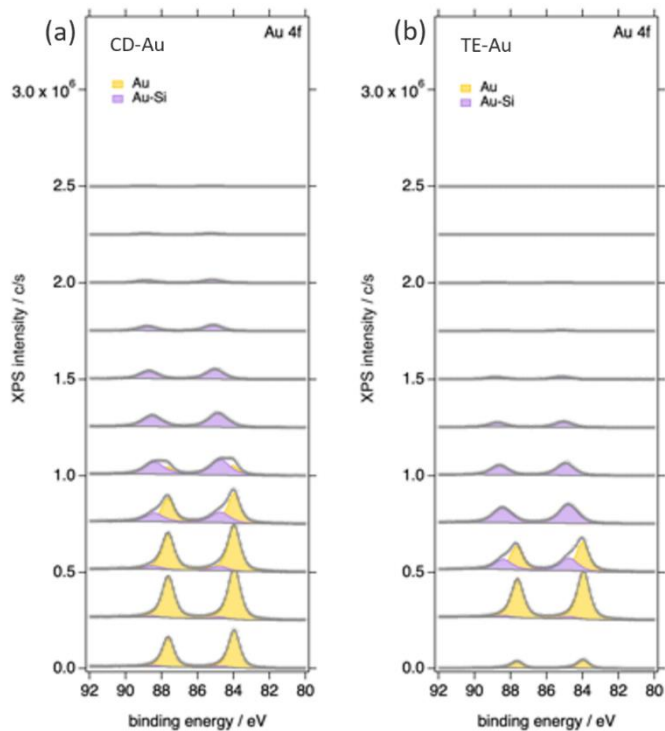 (a)
CD-Au
Au 4f
Au
Au-Si
3.0 x 10⁶
2.5
2.0
1.5
1.0
0.5
0.0
XPS intensity / c/s
92 90 88 86 84 82 80
binding energy / eV
(b)
TE-Au
Au 4f
Au
Au-Si
3.0 x 10⁶
2.5
2.0
1.5
1.0
0.5
0.0
XPS intensity / c/s
92 90 88 86 84 82 80
binding energy / eV